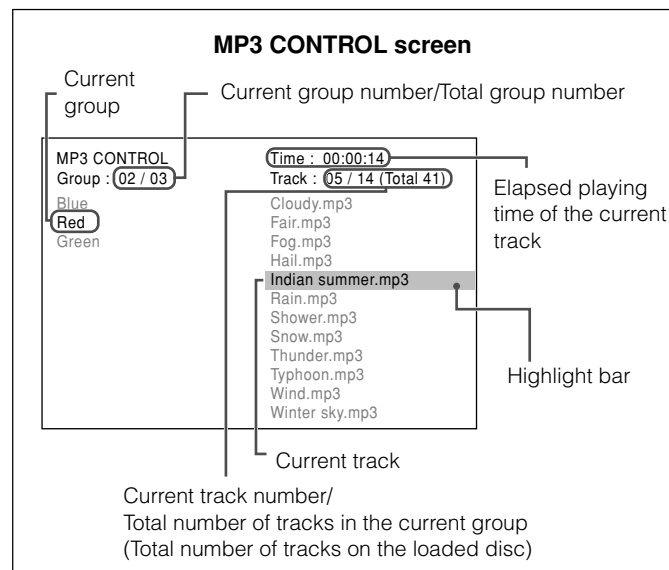 MP3 CONTROL screen
Current
group
Current group number/Total group number
MP3 CONTROL
Group : 02 / 03
Blue
Red
Green
Time : 00:00:14
Track : 05 / 14 (Total 41)
Cloudy.mp3
Fair.mp3
Fog.mp3
Hail.mp3
Indian summer.mp3
Rain.mp3
Shower.mp3
Snow.mp3
Thunder.mp3
Typhoon.mp3
Wind.mp3
Winter sky.mp3
Elapsed playing
time of the current
track
Highlight bar
Current track
Current track number/
Total number of tracks in the current group
(Total number of tracks on the loaded disc)